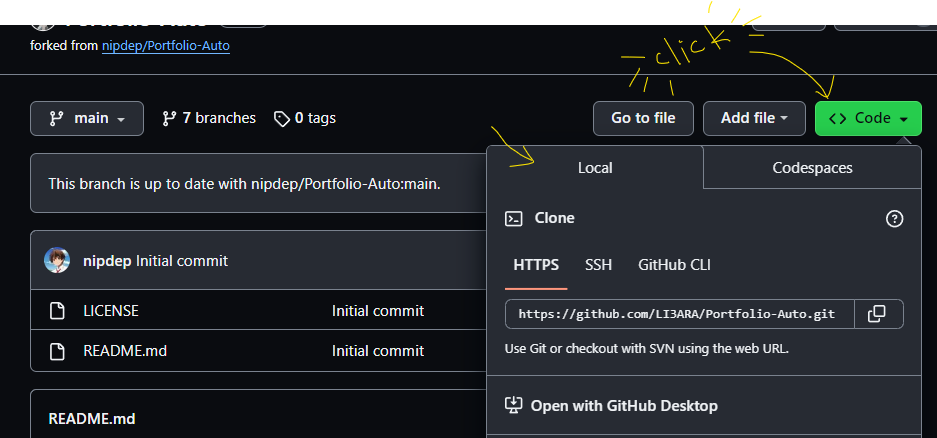 Portfolio-Auto
forked from nipdep/Portfolio-Auto
click
main
7 branches
0 tags
Go to file
Add file
Code
This branch is up to date with nipdep/Portfolio-Auto:main.
Local
Codespaces
Clone
nipdep Initial commit
HTTPS
SSH
GitHub CLI
LICENSE
Initial commit
https://github.com/LI3ARA/Portfolio-Auto.git
README.md
Initial commit
Use Git or checkout with SVN using the web URL.
Open with GitHub Desktop
README.md